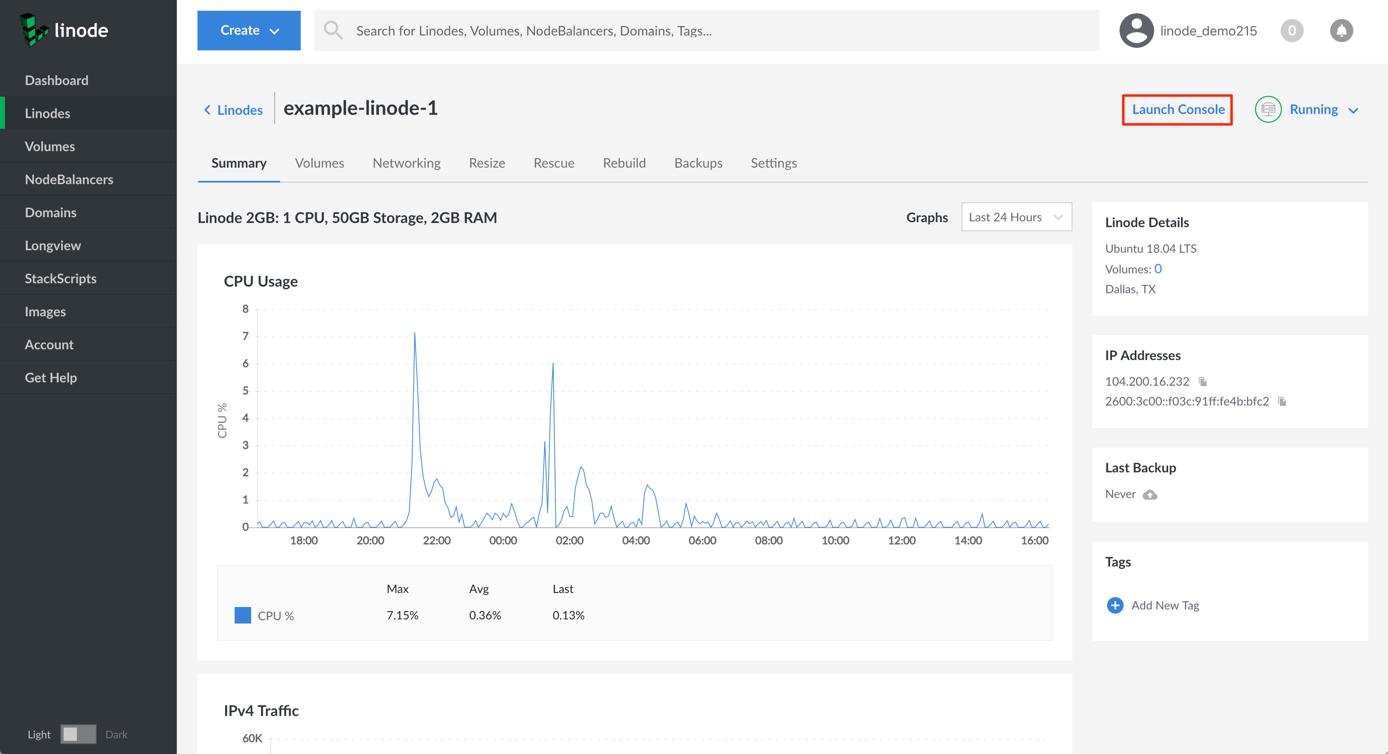 linode
Create
Search for Linodes, Volumes, NodeBalancers, Domains, Tags...
linode_demo215
0
Dashboard
Linodes
Volumes
NodeBalancers
Domains
Longview
StackScripts
Images
Account
Get Help
Light
Dark
Linodes
example-linode-1
Launch Console
Running
Summary
Volumes
Networking
Resize
Rescue
Rebuild
Backups
Settings
Linode 2GB: 1 CPU, 50GB Storage, 2GB RAM
Graphs
Last 24 Hours
CPU Usage
CPU %
8
7
6
5
4
3
2
1
0
18:00 20:00 22:00 00:00 02:00 04:00 06:00 08:00 10:00 12:00 14:00 16:00
Max Avg Last
CPU % 7.15% 0.36% 0.13%
IPv4 Traffic
60K
Linode Details
Ubuntu 18.04 LTS
Volumes: 0
Dallas, TX
IP Addresses
104.200.16.232
2600:3c00::f03c:91ff:fe4b:bfc2
Last Backup
Never
Tags
Add New Tag